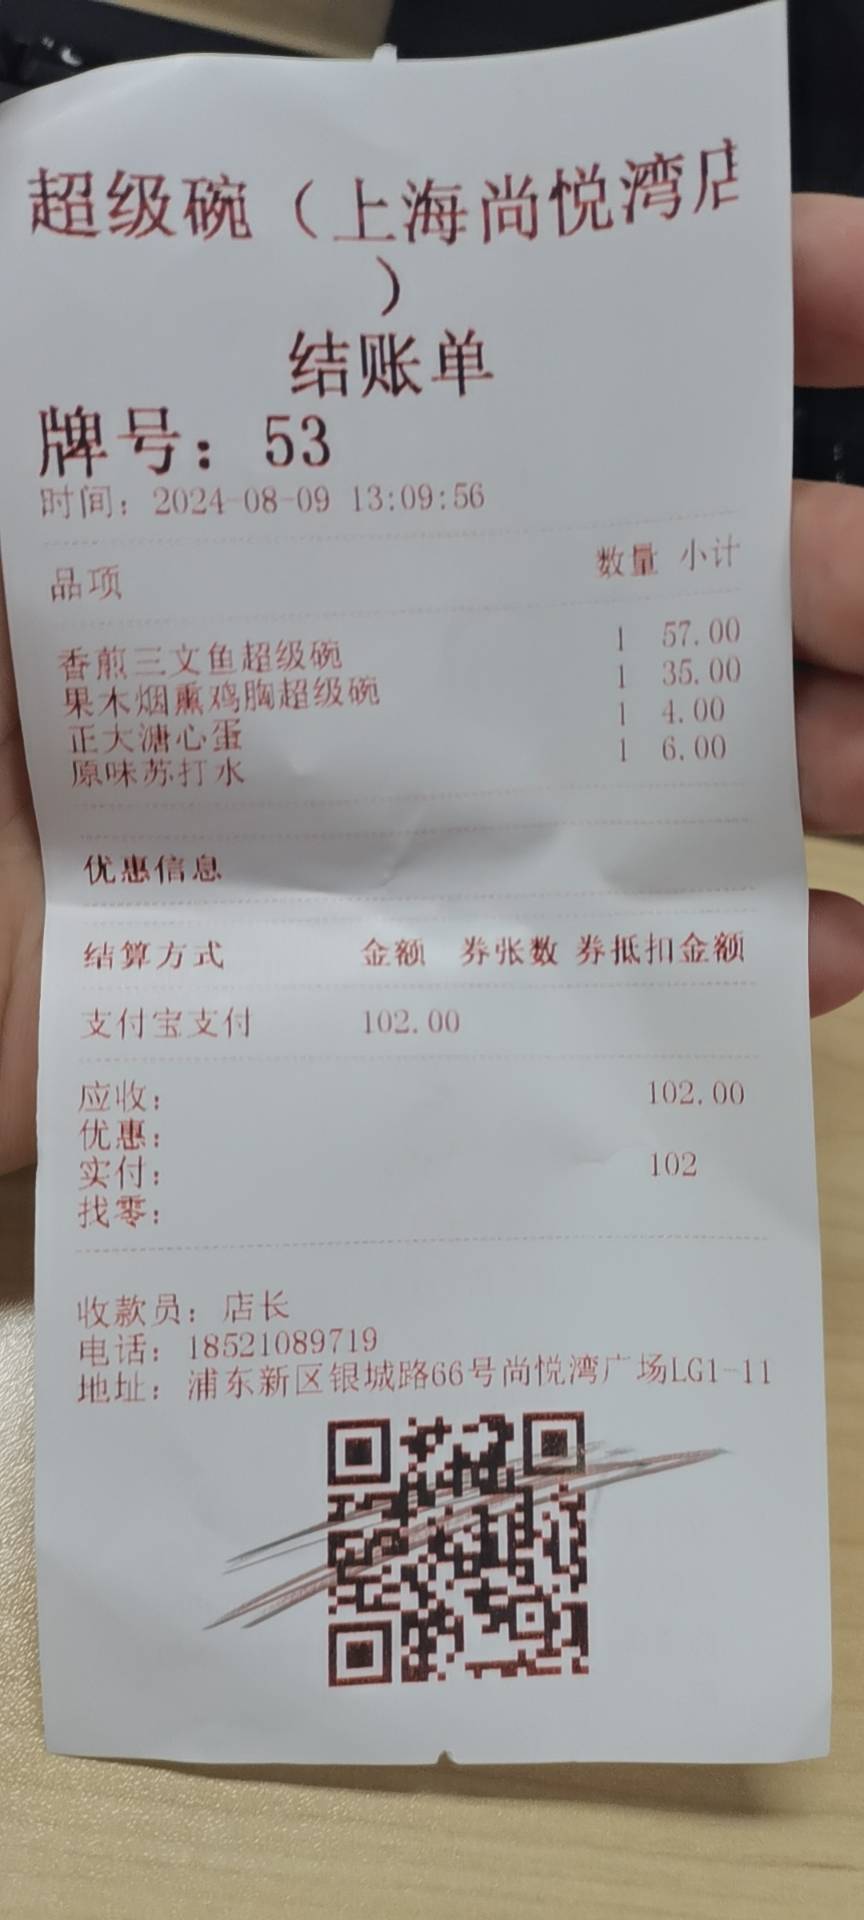 超级碗（上海尚悦湾店
）
结账单
牌号：53
时间：2024-08-09 13:09:56
品项 数量 小计
香煎三文鱼超级碗 1 57.00
果木烟熏鸡胸超级碗 1 35.00
正大溏心蛋 1 4.00
原味苏打水 1 6.00
优惠信息
结算方式 金额 券张数 券抵扣金额
支付宝支付 102.00
应收： 102.00
优惠：
实付： 102
找零：
收款员：店长
电话：18521089719
地址：浦东新区银城路66号尚悦湾广场LG1-11